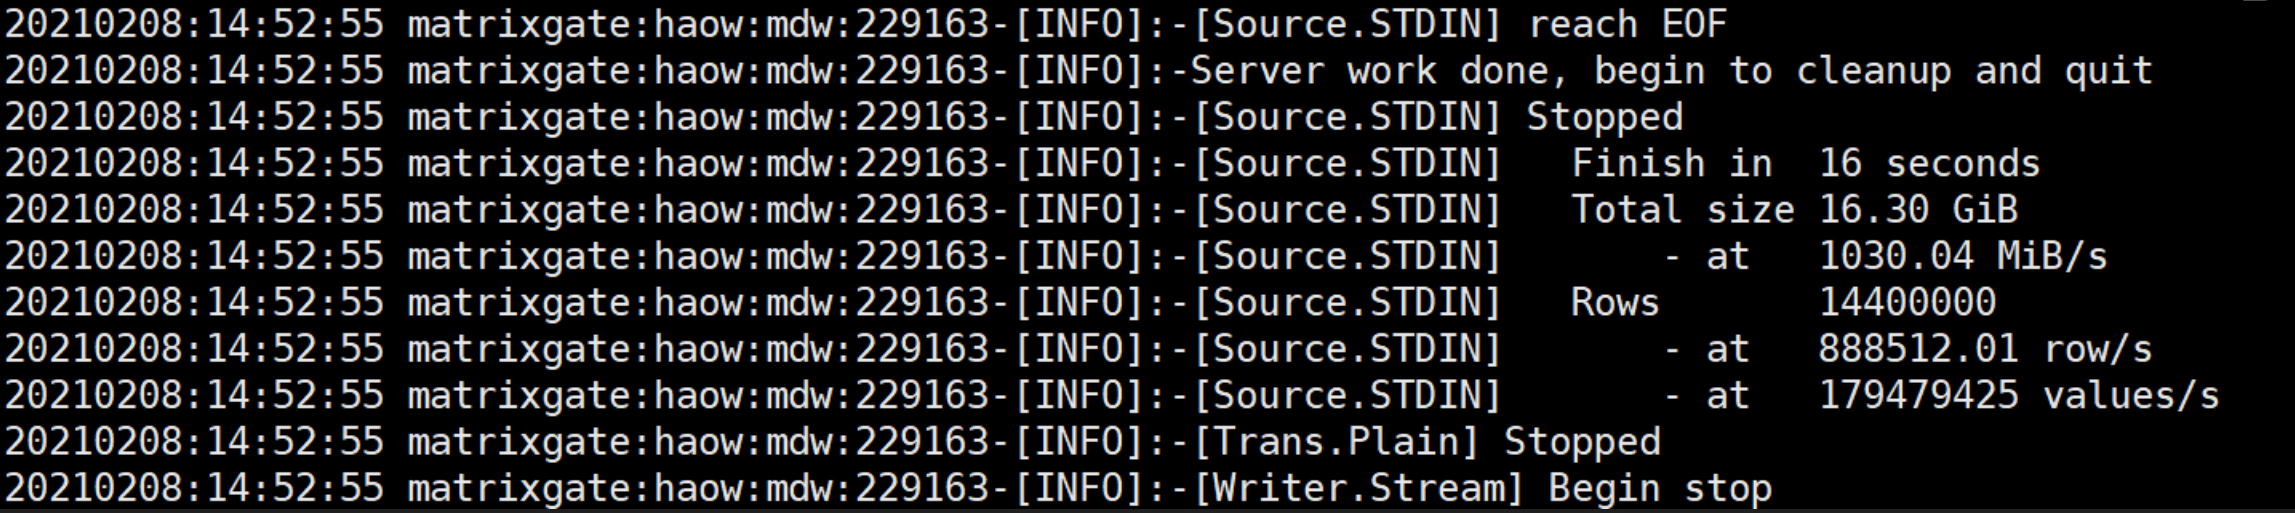 20210208:14:52:55 matrixgate:haow:mdw:229163-[INFO]:-[Source.STDIN] reach EOF
20210208:14:52:55 matrixgate:haow:mdw:229163-[INFO]:-Server work done, begin to cleanup and quit
20210208:14:52:55 matrixgate:haow:mdw:229163-[INFO]:-[Source.STDIN] Stopped
20210208:14:52:55 matrixgate:haow:mdw:229163-[INFO]:-[Source.STDIN]   Finish in  16 seconds
20210208:14:52:55 matrixgate:haow:mdw:229163-[INFO]:-[Source.STDIN]   Total size 16.30 GiB
20210208:14:52:55 matrixgate:haow:mdw:229163-[INFO]:-[Source.STDIN]       - at   1030.04 MiB/s
20210208:14:52:55 matrixgate:haow:mdw:229163-[INFO]:-[Source.STDIN]   Rows       14400000
20210208:14:52:55 matrixgate:haow:mdw:229163-[INFO]:-[Source.STDIN]       - at   888512.01 row/s
20210208:14:52:55 matrixgate:haow:mdw:229163-[INFO]:-[Source.STDIN]       - at   179479425 values/s
20210208:14:52:55 matrixgate:haow:mdw:229163-[INFO]:-[Trans.Plain] Stopped
20210208:14:52:55 matrixgate:haow:mdw:229163-[INFO]:-[Writer.Stream] Begin stop